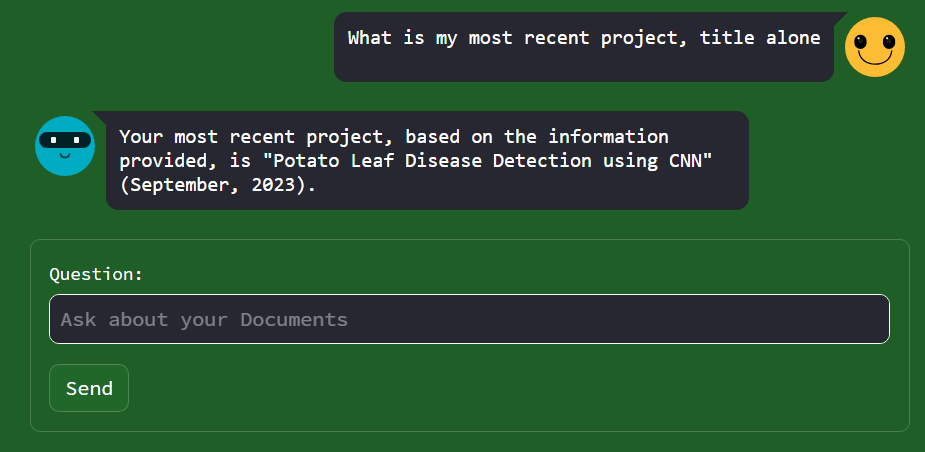 What is my most recent project, title alone
Your most recent project, based on the information
provided, is "Potato Leaf Disease Detection using CNN"
(September, 2023).
Question:
Ask about your Documents
Send